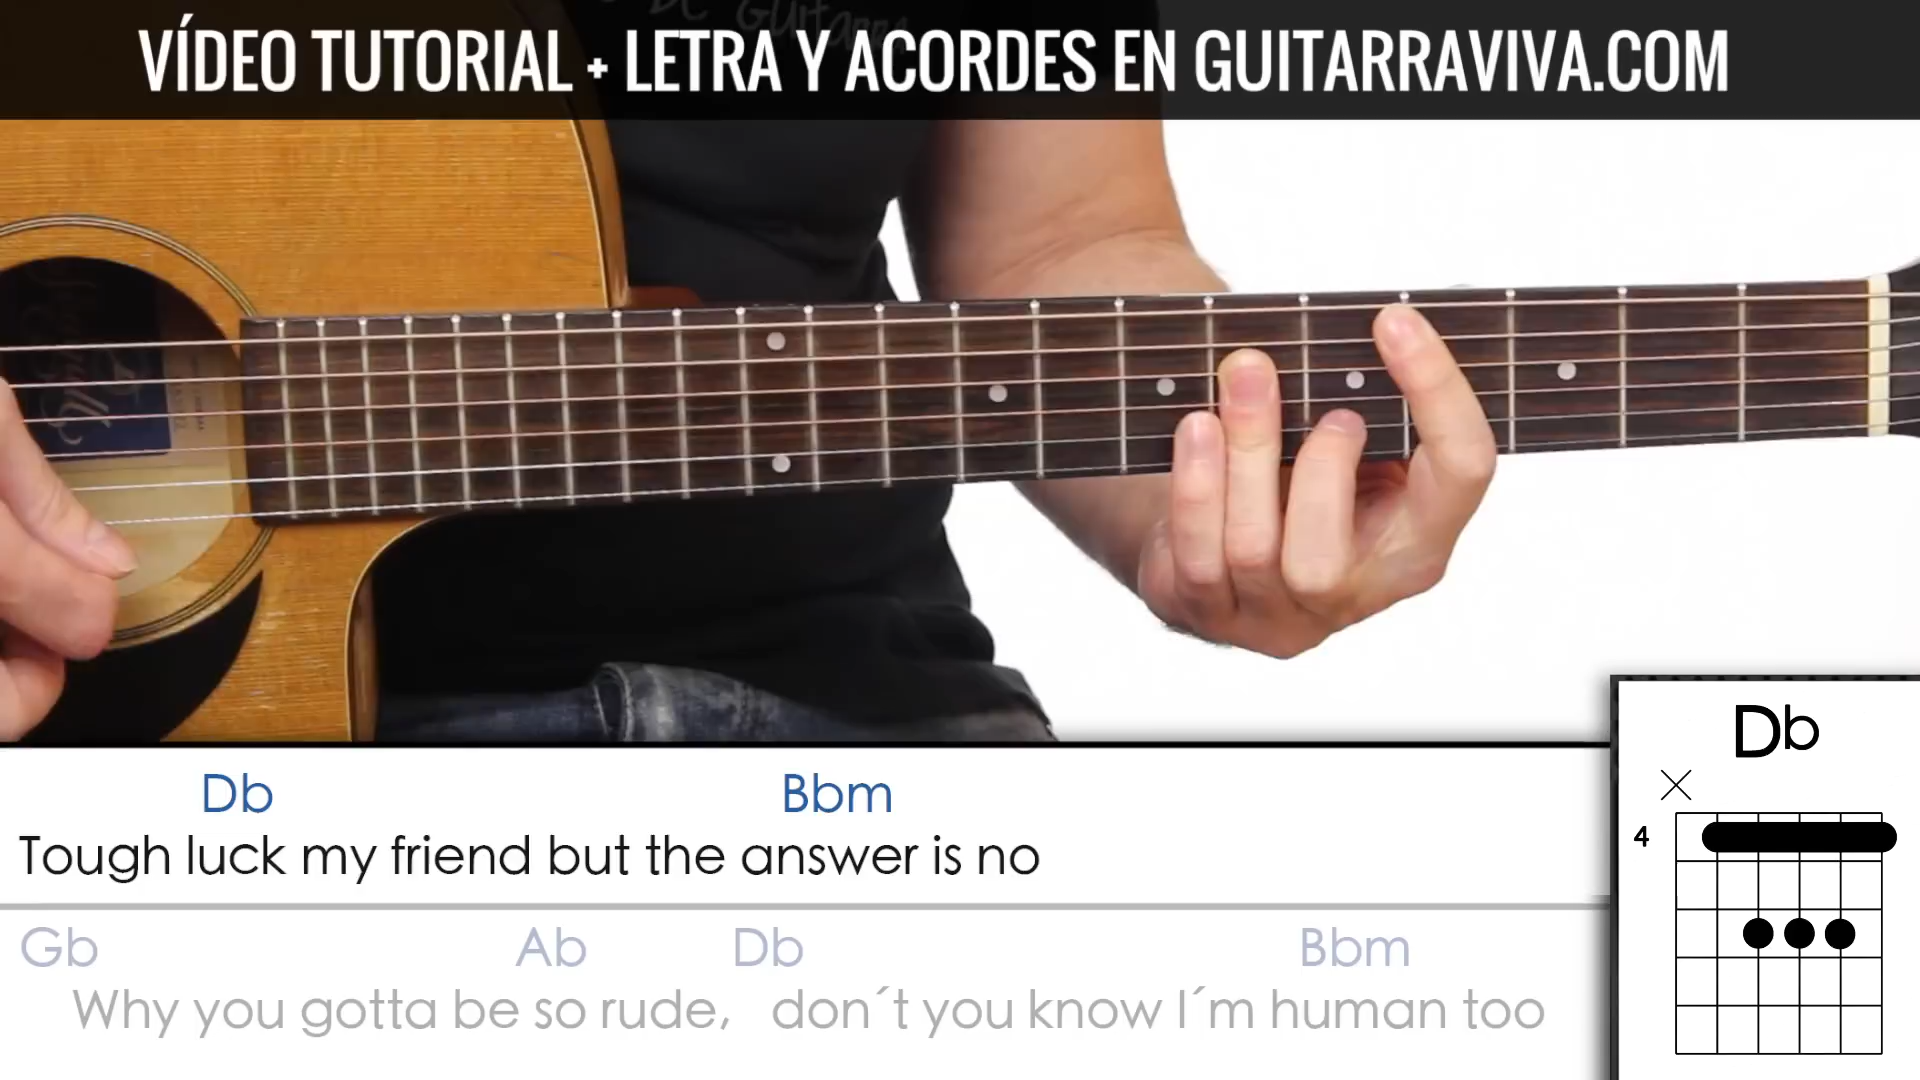 VÍDEO TUTORIAL + LETRA Y ACORDES EN GUITARRAVIVA.COM
Db Bbm
Tough luck my friend but the answer is no
Gb Ab Db Bbm
Why you gotta be so rude, don´t you know I´m human too
Db
4